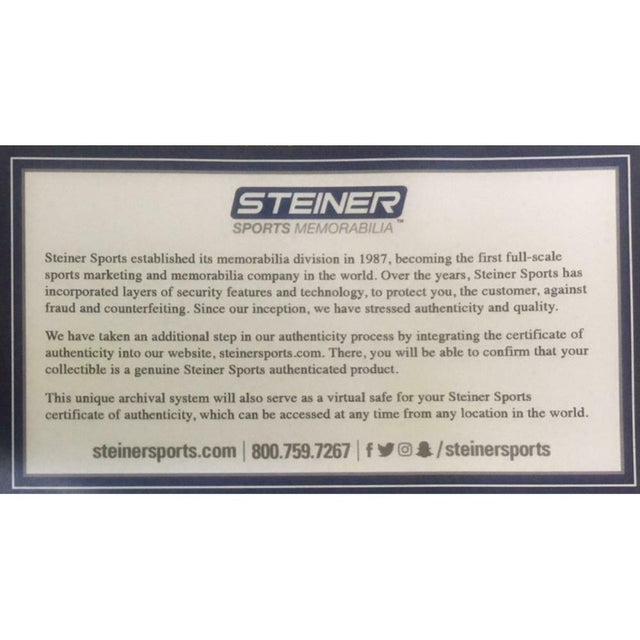 STEINER
SPORTS MEMORABILIA™
Steiner Sports established its memorabilia division in 1987, becoming the first full-scale
sports marketing and memorabilia company in the world. Over the years, Steiner Sports has
incorporated layers of security features and technology, to protect you, the customer, against
fraud and counterfeiting. Since our inception, we have stressed authenticity and quality.
We have taken an additional step in our authenticity process by integrating the certificate of
authenticity into our website, steinersports.com. There, you will be able to confirm that your
collectible is a genuine Steiner Sports authenticated product.
This unique archival system will also serve as a virtual safe for your Steiner Sports
certificate of authenticity, which can be accessed at any time from any location in the world.
steinersports.com | 800.759.7267 | f /steinersports